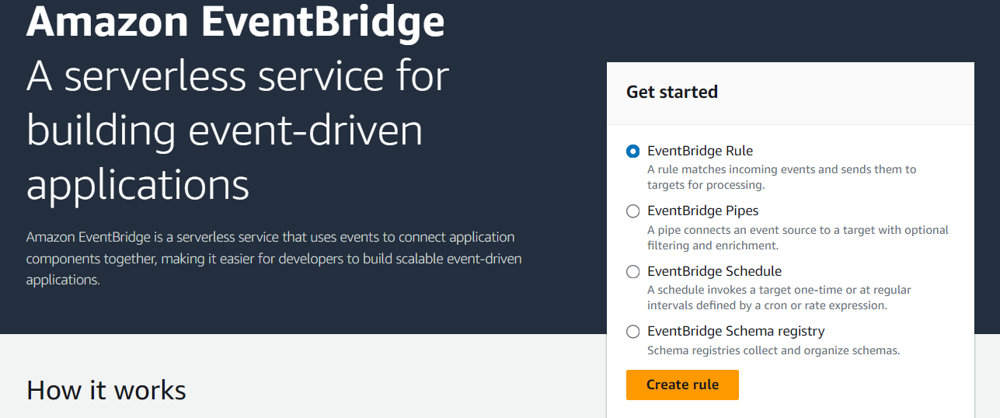 Amazon EventBridge
A serverless service for
building event-driven
applications
Amazon EventBridge is a serverless service that uses events to connect application
components together, making it easier for developers to build scalable event-driven
applications.
Get started
EventBridge Rule
A rule matches incoming events and sends them to
targets for processing.
EventBridge Pipes
A pipe connects an event source to a target with optional
filtering and enrichment.
EventBridge Schedule
A schedule invokes a target one-time or at regular
intervals defined by a cron or rate expression.
EventBridge Schema registry
Schema registries collect and organize schemas.
Create rule
How it works